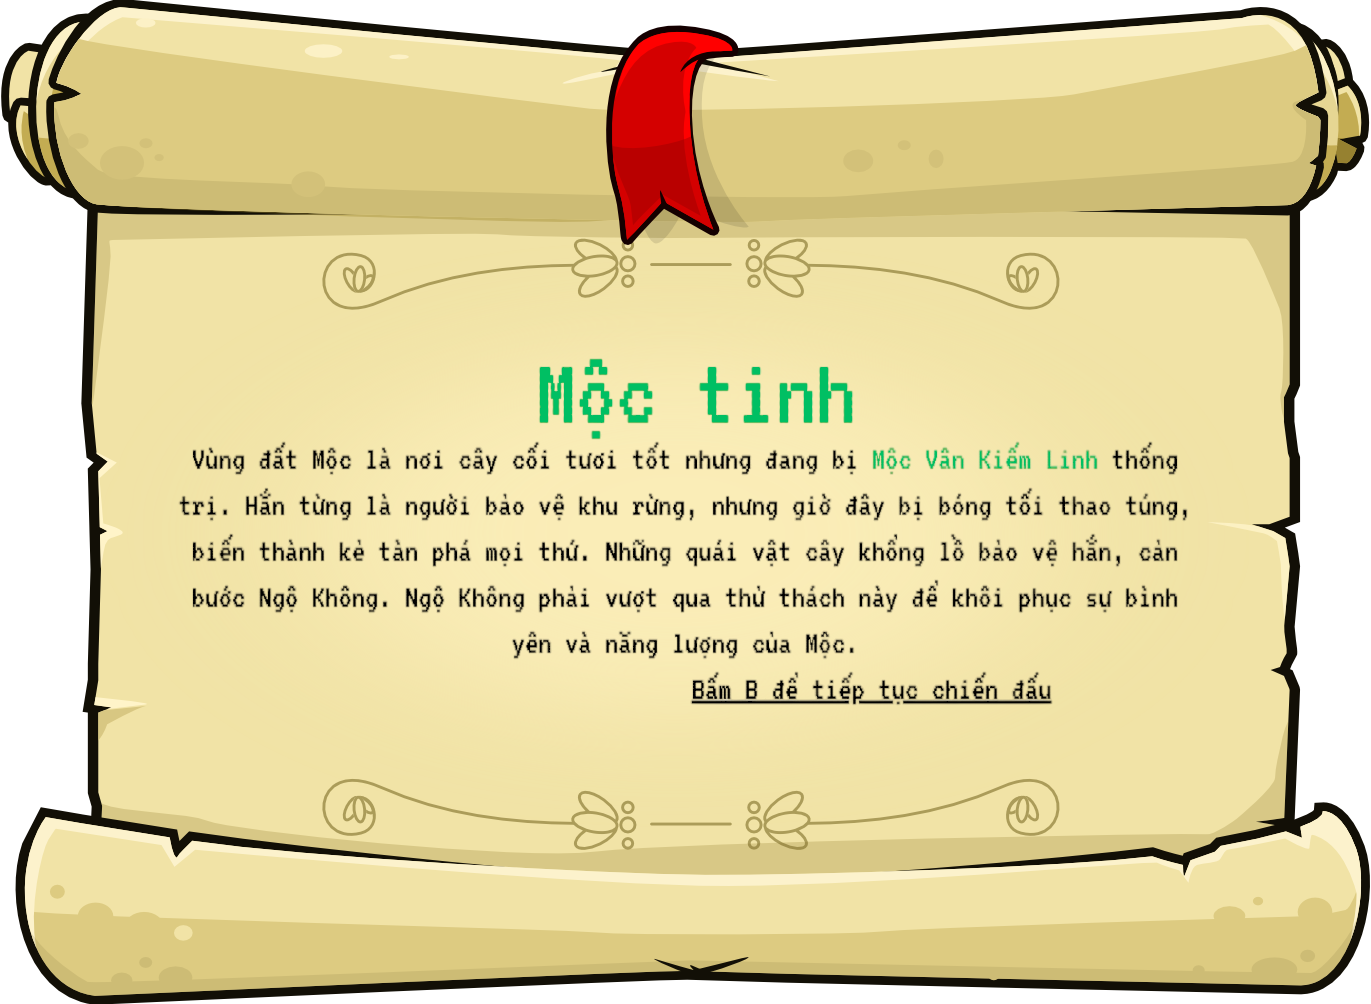 Mộc tinh
Vùng đất Mộc là nơi cây cối tươi tốt nhưng đang bị Mộc Vân Kiếm Linh thống
trị. Hắn từng là người bảo vệ khu rừng, nhưng giờ đây bị bóng tối thao túng,
biến thành kẻ tàn phá mọi thứ. Những quái vật cây khổng lồ bảo vệ hắn, cản
bước Ngộ Không. Ngộ Không phải vượt qua thử thách này để khôi phục sự bình
yên và năng lượng của Mộc.
Bấm B để tiếp tục chiến đấu